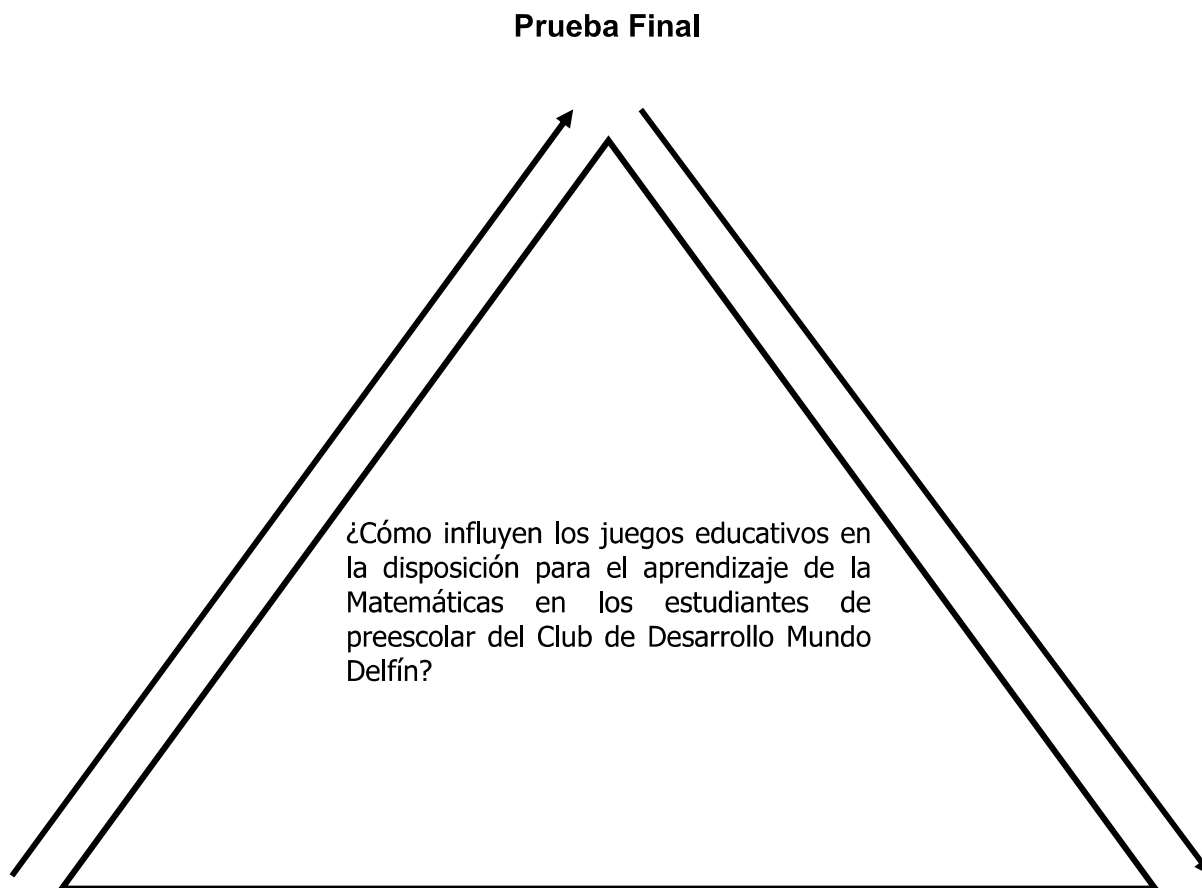 Prueba Final
¿Cómo influyen los juegos educativos en
la disposición para el aprendizaje de la
Matemáticas en los estudiantes de
preescolar del Club de Desarrollo Mundo
Delfín?